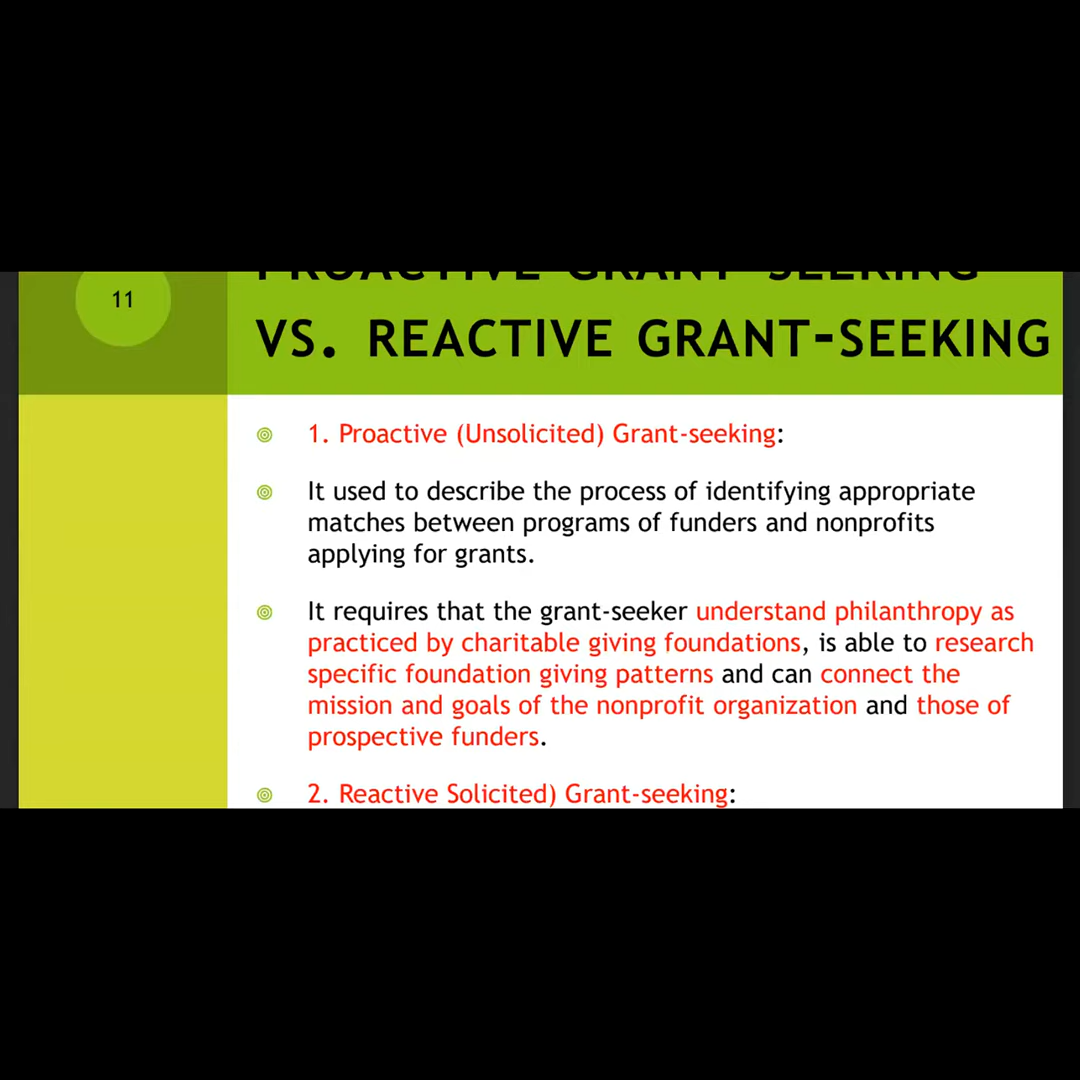 11
PROACTIVE GRANT-SEEKING
VS. REACTIVE GRANT-SEEKING
1. Proactive (Unsolicited) Grant-seeking:
It used to describe the process of identifying appropriate
matches between programs of funders and nonprofits
applying for grants.
It requires that the grant-seeker understand philanthropy as
practiced by charitable giving foundations, is able to research
specific foundation giving patterns and can connect the
mission and goals of the nonprofit organization and those of
prospective funders.
2. Reactive Solicited) Grant-seeking: